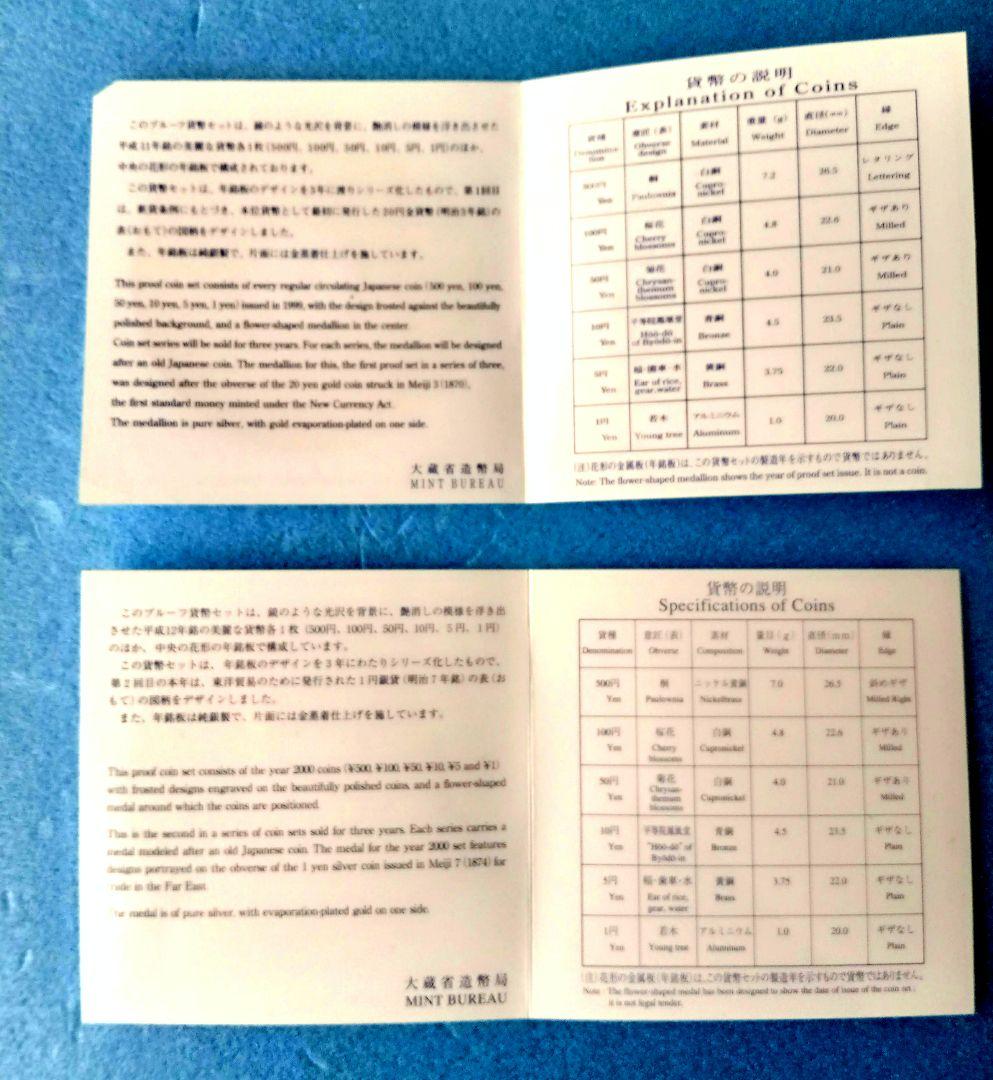 このプルーフ貨幣セットは、鏡のような光沢を背景に、艶消しの模様を浮き出させた
平成11年銘の美麗な貨幣各1枚(500円、100円、50円、10円、5円、1円)のほか、
中央の花形の年銘板で構成されております。
この貨幣セットは、年銘板のデザインを3年に渡りシリーズ化したもので、第1回目
は、新貨条例にもとづき、本位貨幣として最初に発行した20円金貨幣(明治3年銘)の
表(おもて)の図柄をデザインしました。
また、年銘板は純銀製で、片面には金蒸着仕上げを施しています。
This proof coin set consists of every regular circulating Japanese coin (500 yen, 100 yen,
50 yen, 10 yen, 5 yen, 1 yen) issued in 1999, with the design frosted against the beautifully
polished background, and a flower-shaped medallion in the center.
Coin set series will be sold for three years. For each series, the medallion will be designed
after an old Japanese coin. The medallion for this, the first proof set in a series of three,
was designed after the obverse of the 20 yen gold coin struck in Meiji 3 (1870),
the first standard money minted under the New Currency Act.
The medallion is pure silver, with gold evaporation-plated on one side.
大蔵省造幣局
MINT BUREAU
貨幣の説明
Explanation of Coins
貨種 意匠(表) 素材 重量(g) 直径(mm) 縁
Denomination Obverse design Material Weight Diameter Edge
500円 桐 白銅 7.2 26.5 レタリング
Yen Paulownia Cupro-nickel Lettering
100円 桜花 白銅 4.8 22.6 ギザあり
Yen Cherry blossoms Cupro-nickel Milled
50円 菊花 白銅 4.0 21.0 ギザあり
Yen Chrysan-themum blossoms Cupro-nickel Milled
10円 平等院鳳凰堂 青銅 4.5 23.5 ギザなし
Yen Hōō-dō of Byōdō-in Bronze Plain
5円 稲・歯車・水 黄銅 3.75 22.0 ギザなし
Yen Ear of rice, gear, water Brass Plain
1円 若木 アルミニウム 1.0 20.0 ギザなし
Yen Young tree Aluminum Plain
(注)花形の金属板(年銘板)は、この貨幣セットの製造年を示すもので貨幣ではありません。
Note: The flower-shaped medallion shows the year of proof set issue. It is not a coin.
このプルーフ貨幣セットは、鏡のような光沢を背景に、艶消しの模様を浮き出
させた平成12年銘の美麗な貨幣各1枚(500円、100円、50円、10円、5円、1円)
のほか、中央の花形の年銘板で構成しています。
この貨幣セットは、年銘板のデザインを3年にわたりシリーズ化したもので、
第2回目の本年は、東洋貿易のために発行された1円銀貨(明治7年銘)の表(お
もて)の図柄をデザインしました。
また、年銘板は純銀製で、片面には金蒸着仕上げを施しています。
This proof coin set consists of the year 2000 coins (¥500, ¥100, ¥50, ¥10, ¥5 and ¥1)
with frosted designs engraved on the beautifully polished coins, and a flower-shaped
medal around which the coins are positioned.
This is the second in a series of coin sets sold for three years. Each series carries a
medal modeled after an old Japanese coin. The medal for the year 2000 set features
designs portrayed on the obverse of the 1 yen silver coin issued in Meiji 7 (1874) for
trade in the Far East.
The medal is of pure silver, with evaporation-plated gold on one side.
大蔵省造幣局
MINT BUREAU
貨幣の説明
Specifications of Coins
貨種 意匠(表) 素材 量目(g) 直径(mm) 縁
Denomination Obverse Composition Weight Diameter Edge
500円 桐 ニッケル黄銅 7.0 26.5 斜めギザ
Yen Paulownia Nickelbrass Milled Right
100円 桜花 白銅 4.8 22.6 ギザあり
Yen Cherry blossoms Cupronickel Milled
50円 菊花 白銅 4.0 21.0 ギザあり
Yen Chrysan-themum blossoms Cupronickel Milled
10円 平等院鳳凰堂 青銅 4.5 23.5 ギザなし
Yen "Hōō-dō" of Byōdō-in Bronze Plain
5円 稲・歯車・水 黄銅 3.75 22.0 ギザなし
Yen Ear of rice, gear, water Brass Plain
1円 若木 アルミニウム 1.0 20.0 ギザなし
Yen Young tree Aluminum Plain
(注)花形の金属板(年銘板)は、この貨幣セットの製造年を示すもので貨幣ではありません。
Note : The flower-shaped medal has been designed to show the date of issue of the coin set ;
it is not legal tender.